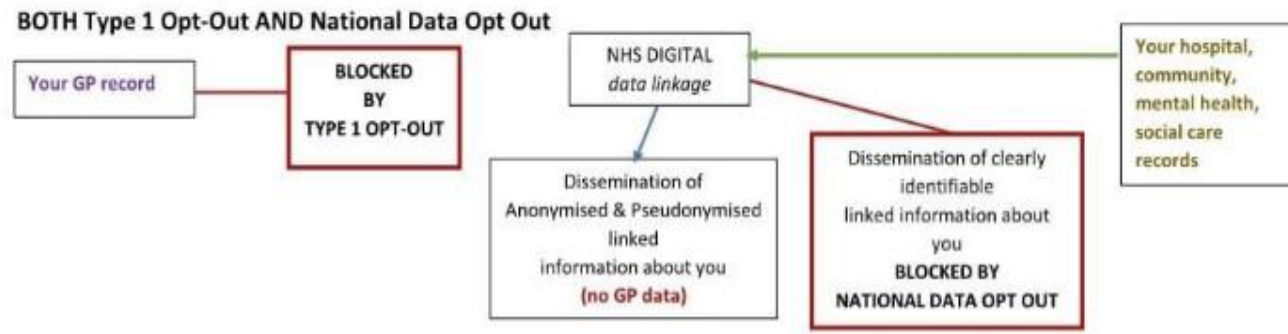 BOTH Type 1 Opt-Out AND National Data Opt Out
Your GP record
BLOCKED
BY
TYPE 1 OPT-OUT
NHS DIGITAL
data linkage
Your hospital,
community,
mental health,
social care
records
Dissemination of
Anonymised & Pseudonymised
linked
information about you
(no GP data)
Dissemination of clearly
identifiable
linked information about
you
BLOCKED BY
NATIONAL DATA OPT OUT